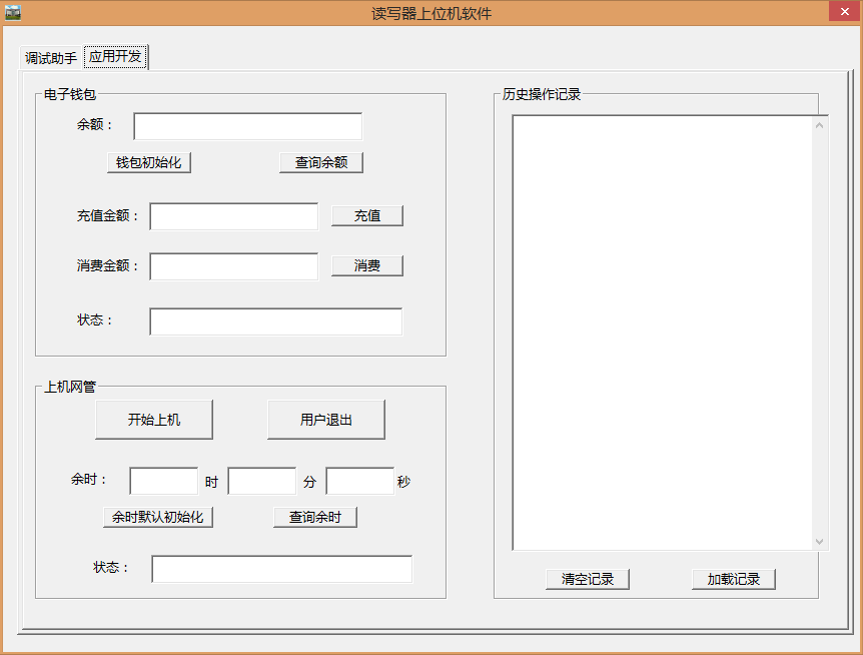 读写器上位机软件
调试助手 应用开发
电子钱包
余额：
钱包初始化 查询余额
充值金额： 充值
消费金额： 消费
状态：
上机网管
开始上机 用户退出
余时： 时 分 秒
余时默认初始化 查询余时
状态：
历史操作记录
清空记录 加载记录